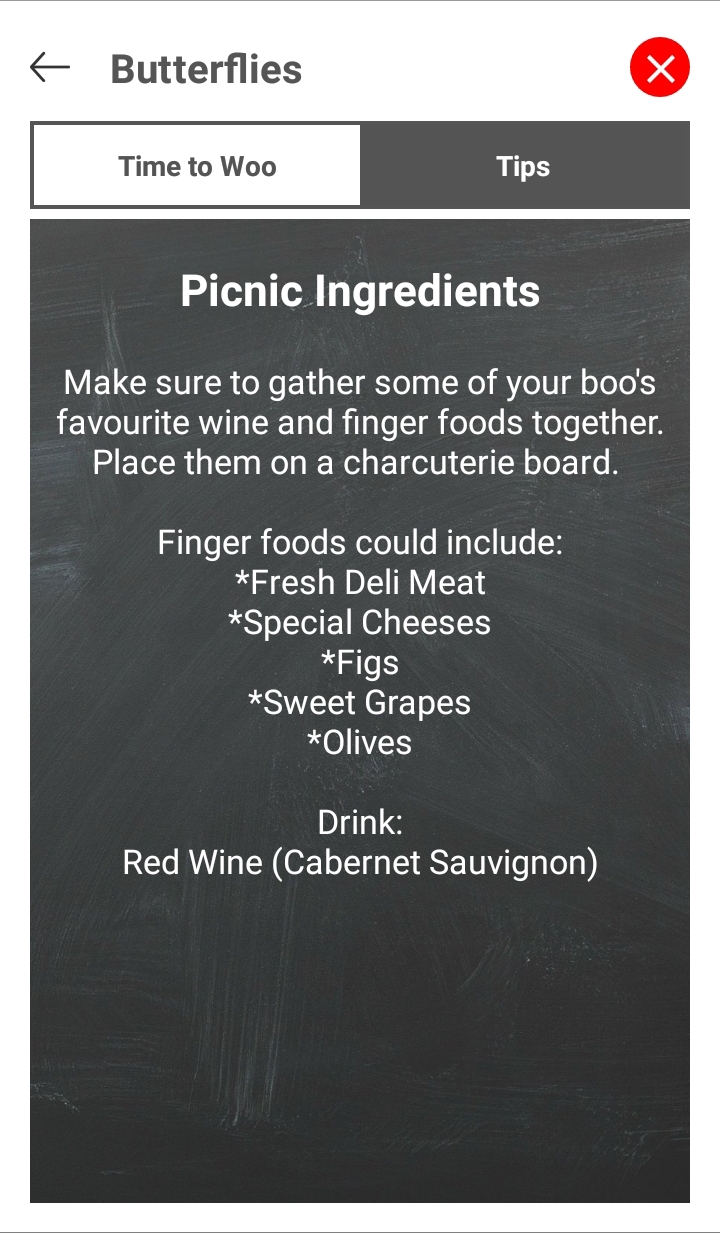 Butterflies
Time to Woo
Tips
Picnic Ingredients
Make sure to gather some of your boo's
favourite wine and finger foods together.
Place them on a charcuterie board.
Finger foods could include:
*Fresh Deli Meat
*Special Cheeses
*Figs
*Sweet Grapes
*Olives
Drink:
Red Wine (Cabernet Sauvignon)